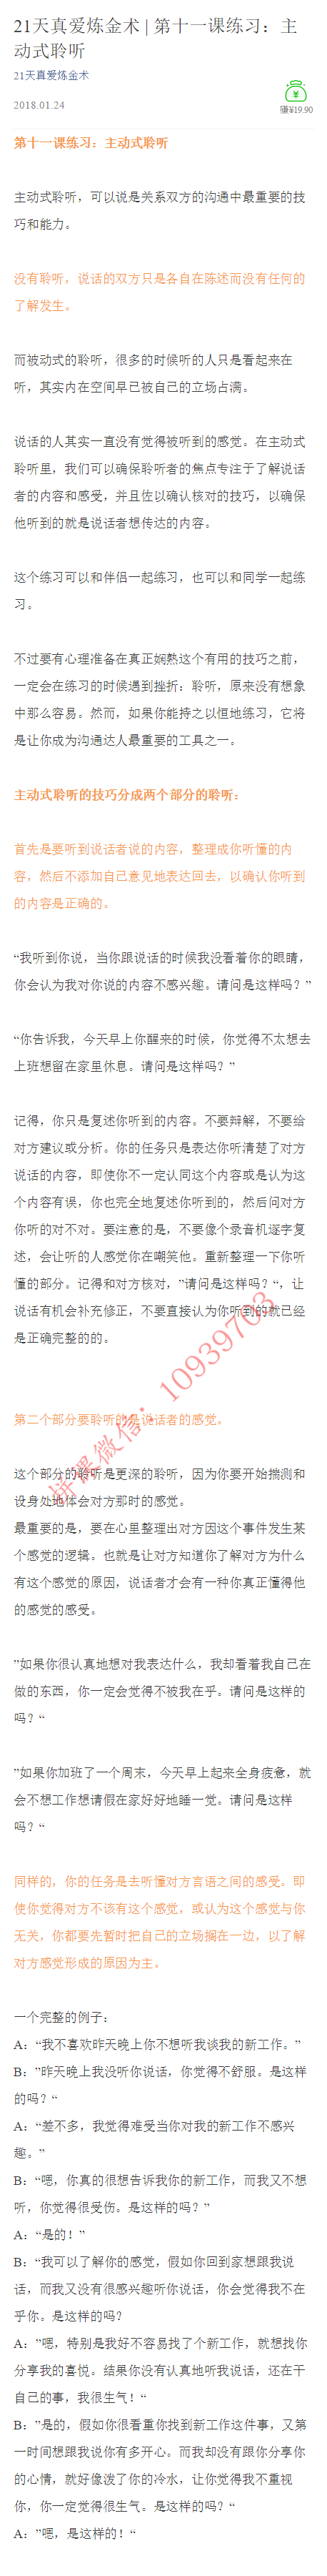 21天真爱炼金术 | 第十一课练习：主
动式聆听
21天真爱炼金术
2018.01.24
赚¥19.90
第十一课练习：主动式聆听
主动式聆听，可以说是关系双方的沟通中最重要的技
巧和能力。
没有聆听，说话的双方只是各自在陈述而没有任何的
了解发生。
而被动式的聆听，很多的时候听的人只是看起来在
听，其实内在空间早已被自己的立场占满。
说话的人其实一直没有觉得被听到的感觉。在主动式
聆听里，我们可以确保聆听者的焦点专注于了解说话
者的内容和感受，并且佐以确认核对的技巧，以确保
他听到的就是说话者想传达的内容。
这个练习可以和伴侣一起练习，也可以和同学一起练
习。
不过要有心理准备在真正娴熟这个有用的技巧之前，
一定会在练习的时候遇到挫折：聆听，原来没有想象
中那么容易。然而，如果你能持之以恒地练习，它将
是让你成为沟通达人最重要的工具之一。
主动式聆听的技巧分成两个部分的聆听：
首先是要听到说话者说的内容，整理成你听懂的内
容，然后不添加自己意见地表达回去，以确认你听到
的内容是正确的。
“我听到你说，当你跟说话的时候我没看着你的眼睛，
你会认为我对你说的内容不感兴趣。请问是这样吗？”
“你告诉我，今天早上你醒来的时候，你觉得不太想去
上班想留在家里休息。请问是这样吗？”
记得，你只是复述你听到的内容。不要辩解，不要给
对方建议或分析。你的任务只是表达你听清楚了对方
说话的内容，即使你不一定认同这个内容或是认为这
个内容有误，你也完全地复述你听到的，然后问对方
你听的对不对。要注意的是，不要像个录音机逐字复
述，会让听的人感觉你在嘲笑他。重新整理一下你听
懂的部分。记得和对方核对，”请问是这样吗？“，让
说话有机会补充修正，不要直接认为你听到的就已经
是正确完整的的。
拼课微信：10939703
第二个部分要聆听的是说话者的感觉。
这个部分的聆听是更深的聆听，因为你要开始揣测和
设身处地体会对方那时的感觉。
最重要的是，要在心里整理出对方因这个事件发生某
个感觉的逻辑。也就是让对方知道你了解对方为什么
有这个感觉的原因，说话者才会有一种你真正懂得他
的感觉的感受。
”如果你很认真地想对我表达什么，我却看着我自己在
做的东西，你一定会觉得不被我在乎。请问是这样的
吗？“
”如果你加班了一个周末，今天早上起来全身疲惫，就
会不想工作想请假在家好好地睡一觉。请问是这样
吗？“
同样的，你的任务是去听懂对方言语之间的感受。即
使你觉得对方不该有这个感觉，或认为这个感觉与你
无关，你都要先暂时把自己的立场搁在一边，以了解
对方感觉形成的原因为主。
一个完整的例子：
A：“我不喜欢昨天晚上你不想听我谈我的新工作。”
B：”昨天晚上我没听你说话，你觉得不舒服。是这样
的吗？“
A：“差不多，我觉得难受当你对我的新工作不感兴
趣。”
B：“嗯，你真的很想告诉我你的新工作，而我又不想
听，你觉得很受伤。是这样的吗？”
A：“是的！”
B：“我可以了解你的感觉，假如你回到家想跟我说
话，而我又没有很感兴趣听你说话，你会觉得我不在
乎你。是这样的吗？
A：”嗯，特别是我好不容易找了个新工作，就想找你
分享我的喜悦。结果你没有认真地听我说话，还在干
自己的事，我很生气！“
B：”是的，假如你很看重你找到新工作这件事，又第
一时间想跟我说你有多开心。而我却没有跟你分享你
的心情，就好像泼了你的冷水，让你觉得我不重视
你，你一定觉得很生气。是这样的吗？“
A：”嗯，是这样的！“